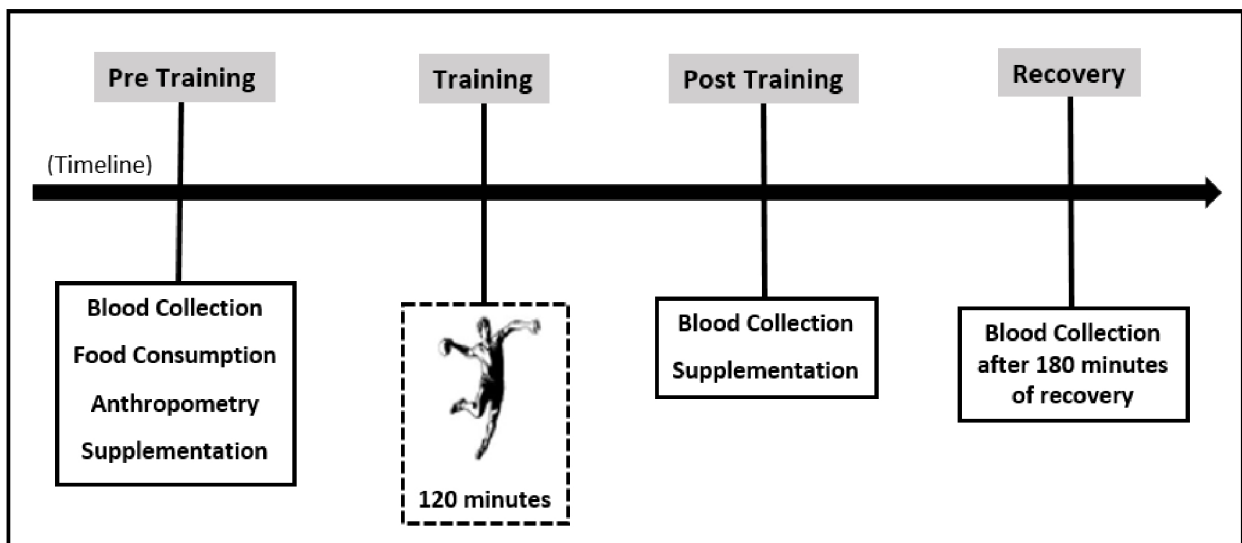 Pre Training
Training
Post Training
Recovery
(Timeline)
Blood Collection
Food Consumption
Anthropometry
Supplementation
120 minutes
Blood Collection
Supplementation
Blood Collection
after 180 minutes
of recovery